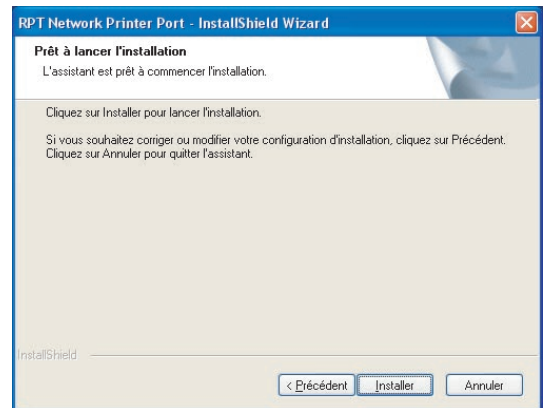 RPT Network Printer Port - InstallShield Wizard
Prêt à lancer l'installation
L'assistant est prêt à commencer l'installation.
Cliquez sur Installer pour lancer l'installation.
Si vous souhaitez corriger ou modifier votre configuration d'installation, cliquez sur Précédent.
Cliquez sur Annuler pour quitter l'assistant.
InstallShield
< Précédent
Installer
Annuler